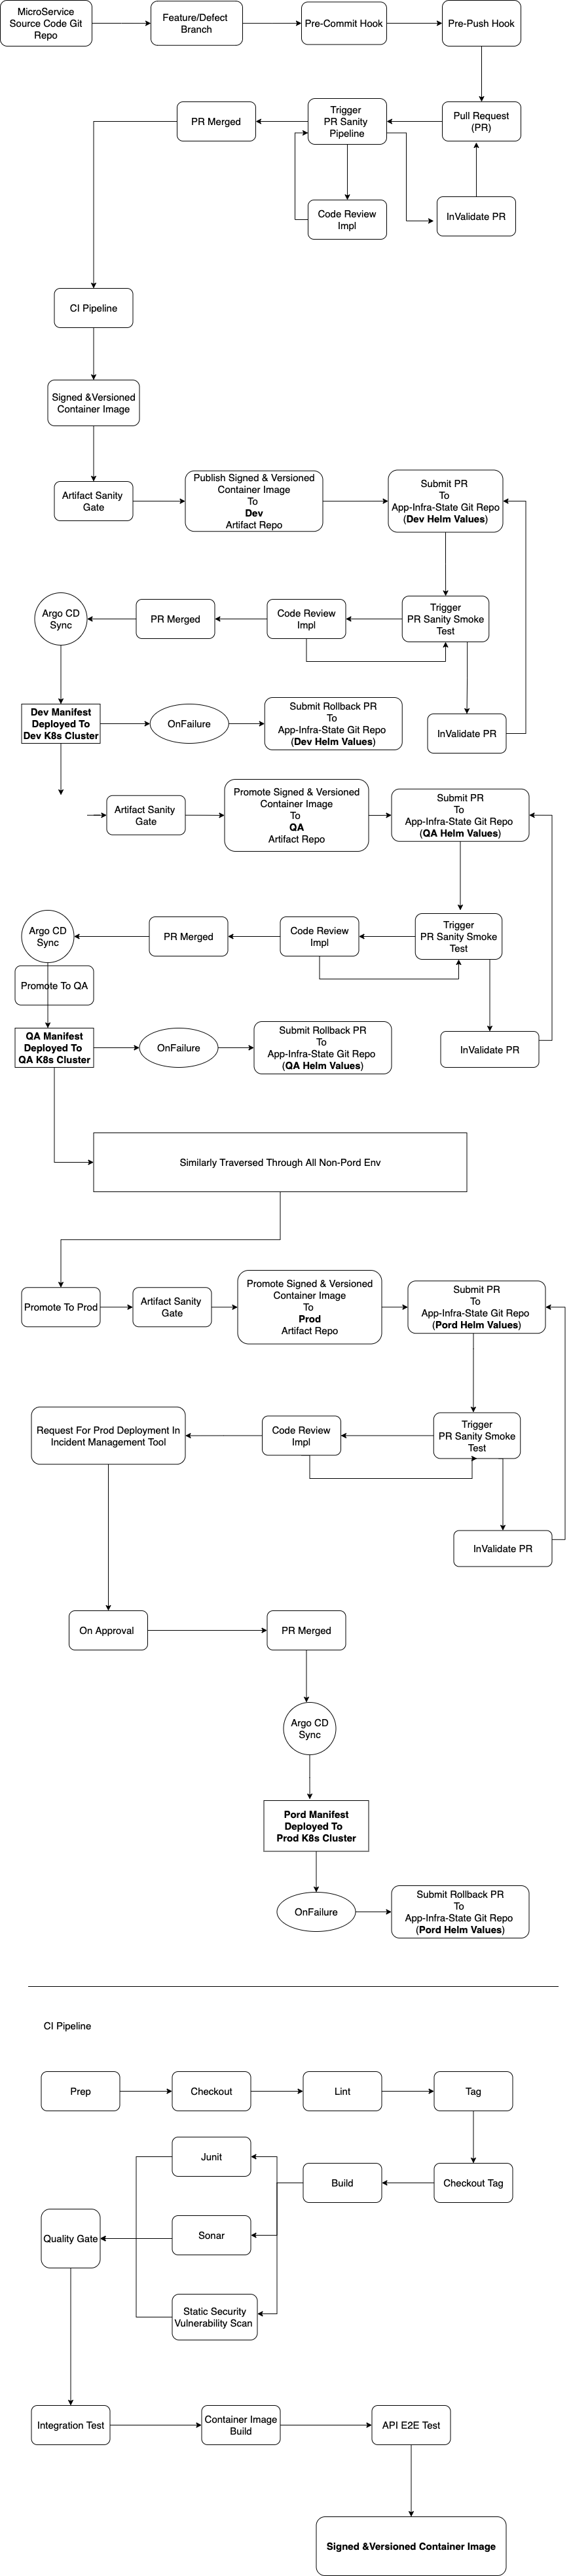 MicroService
Source Code Git
Repo
Feature/Defect
Branch
Pre-Commit Hook
Pre-Push Hook
PR Merged
Trigger
PR Sanity
Pipeline
Pull Request
(PR)
Code Review
Impl
InValidate PR
CI Pipeline
Signed &Versioned
Container Image
Artifact Sanity
Gate
Publish Signed & Versioned
Container Image
To
Dev
Artifact Repo
Submit PR
To
App-Infra-State Git Repo
(Dev Helm Values)
Argo CD
Sync
PR Merged
Code Review
Impl
Trigger
PR Sanity Smoke
Test
Dev Manifest
Deployed To
Dev K8s Cluster
OnFailure
Submit Rollback PR
To
App-Infra-State Git Repo
(Dev Helm Values)
InValidate PR
Artifact Sanity
Gate
Promote Signed & Versioned
Container Image
To
QA
Artifact Repo
Submit PR
To
App-Infra-State Git Repo
(QA Helm Values)
Argo CD
Sync
PR Merged
Code Review
Impl
Trigger
PR Sanity Smoke
Test
Promote To QA
QA Manifest
Deployed To
QA K8s Cluster
OnFailure
Submit Rollback PR
To
App-Infra-State Git Repo
(QA Helm Values)
InValidate PR
Similarly Traversed Through All Non-Pord Env
Promote To Prod
Artifact Sanity
Gate
Promote Signed & Versioned
Container Image
To
Prod
Artifact Repo
Submit PR
To
App-Infra-State Git Repo
(Pord Helm Values)
Request For Prod Deployment In
Incident Management Tool
Code Review
Impl
Trigger
PR Sanity Smoke
Test
InValidate PR
On Approval
PR Merged
Argo CD
Sync
Pord Manifest
Deployed To
Prod K8s Cluster
OnFailure
Submit Rollback PR
To
App-Infra-State Git Repo
(Pord Helm Values)
CI Pipeline
Prep
Checkout
Lint
Tag
Junit
Build
Checkout Tag
Quality Gate
Sonar
Static Security
Vulnerability Scan
Integration Test
Container Image
Build
API E2E Test
Signed &Versioned Container Image